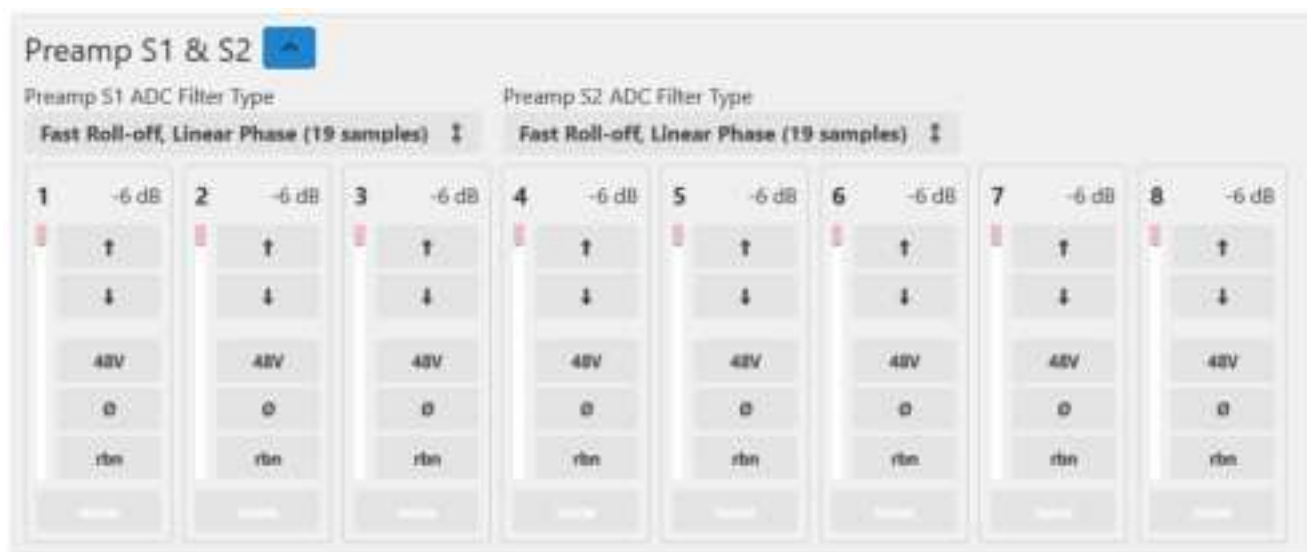 Preamp S1 & S2
Preamp S1 ADC Filter Type Preamp S2 ADC Filter Type
Fast Roll-off, Linear Phase (19 samples) Fast Roll-off, Linear Phase (19 samples)
1 -6 dB 2 -6 dB 3 -6 dB 4 -6 dB 5 -6 dB 6 -6 dB 7 -6 dB 8 -6 dB
48V 48V 48V 48V 48V 48V 48V 48V
Ø Ø Ø Ø Ø Ø Ø Ø
rbn rbn rbn rbn rbn rbn rbn rbn